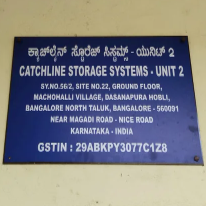 ಕ್ಯಾಚ್‌ಲೈನ್ ಸ್ಟೋರೆಜ್ ಸಿಸ್ಟಮ್ಸ್ - ಯುನಿಟ್ 2
CATCHLINE STORAGE SYSTEMS - UNIT 2
SY.NO.56/2, SITE NO.22, GROUND FLOOR,
MACHOHALLI VILLAGE, DASANAPURA HOBLI,
BANGALORE NORTH TALUK, BANGALORE - 560091
NEAR MAGADI ROAD - NICE ROAD
KARNATAKA - INDIA
GSTIN : 29ABKPY3077C1Z8